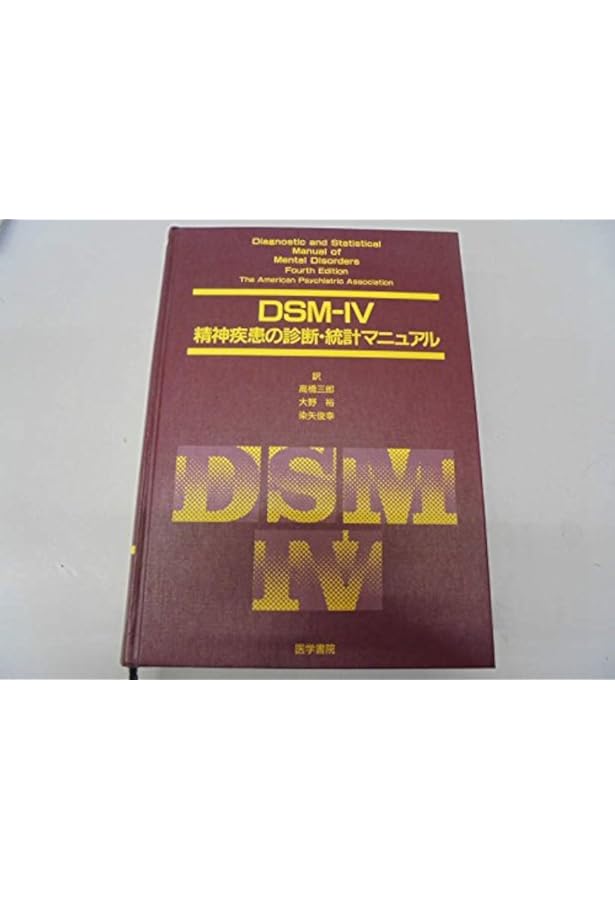 Diagnostic and Statistical
Manual of
Mental Disorders
Fourth Edition
The American Psychiatric Association
DSM-IV
精神疾患の診断・統計マニュアル
訳
高橋三郎
大野 裕
染矢俊幸
DSM
IV
医学書院